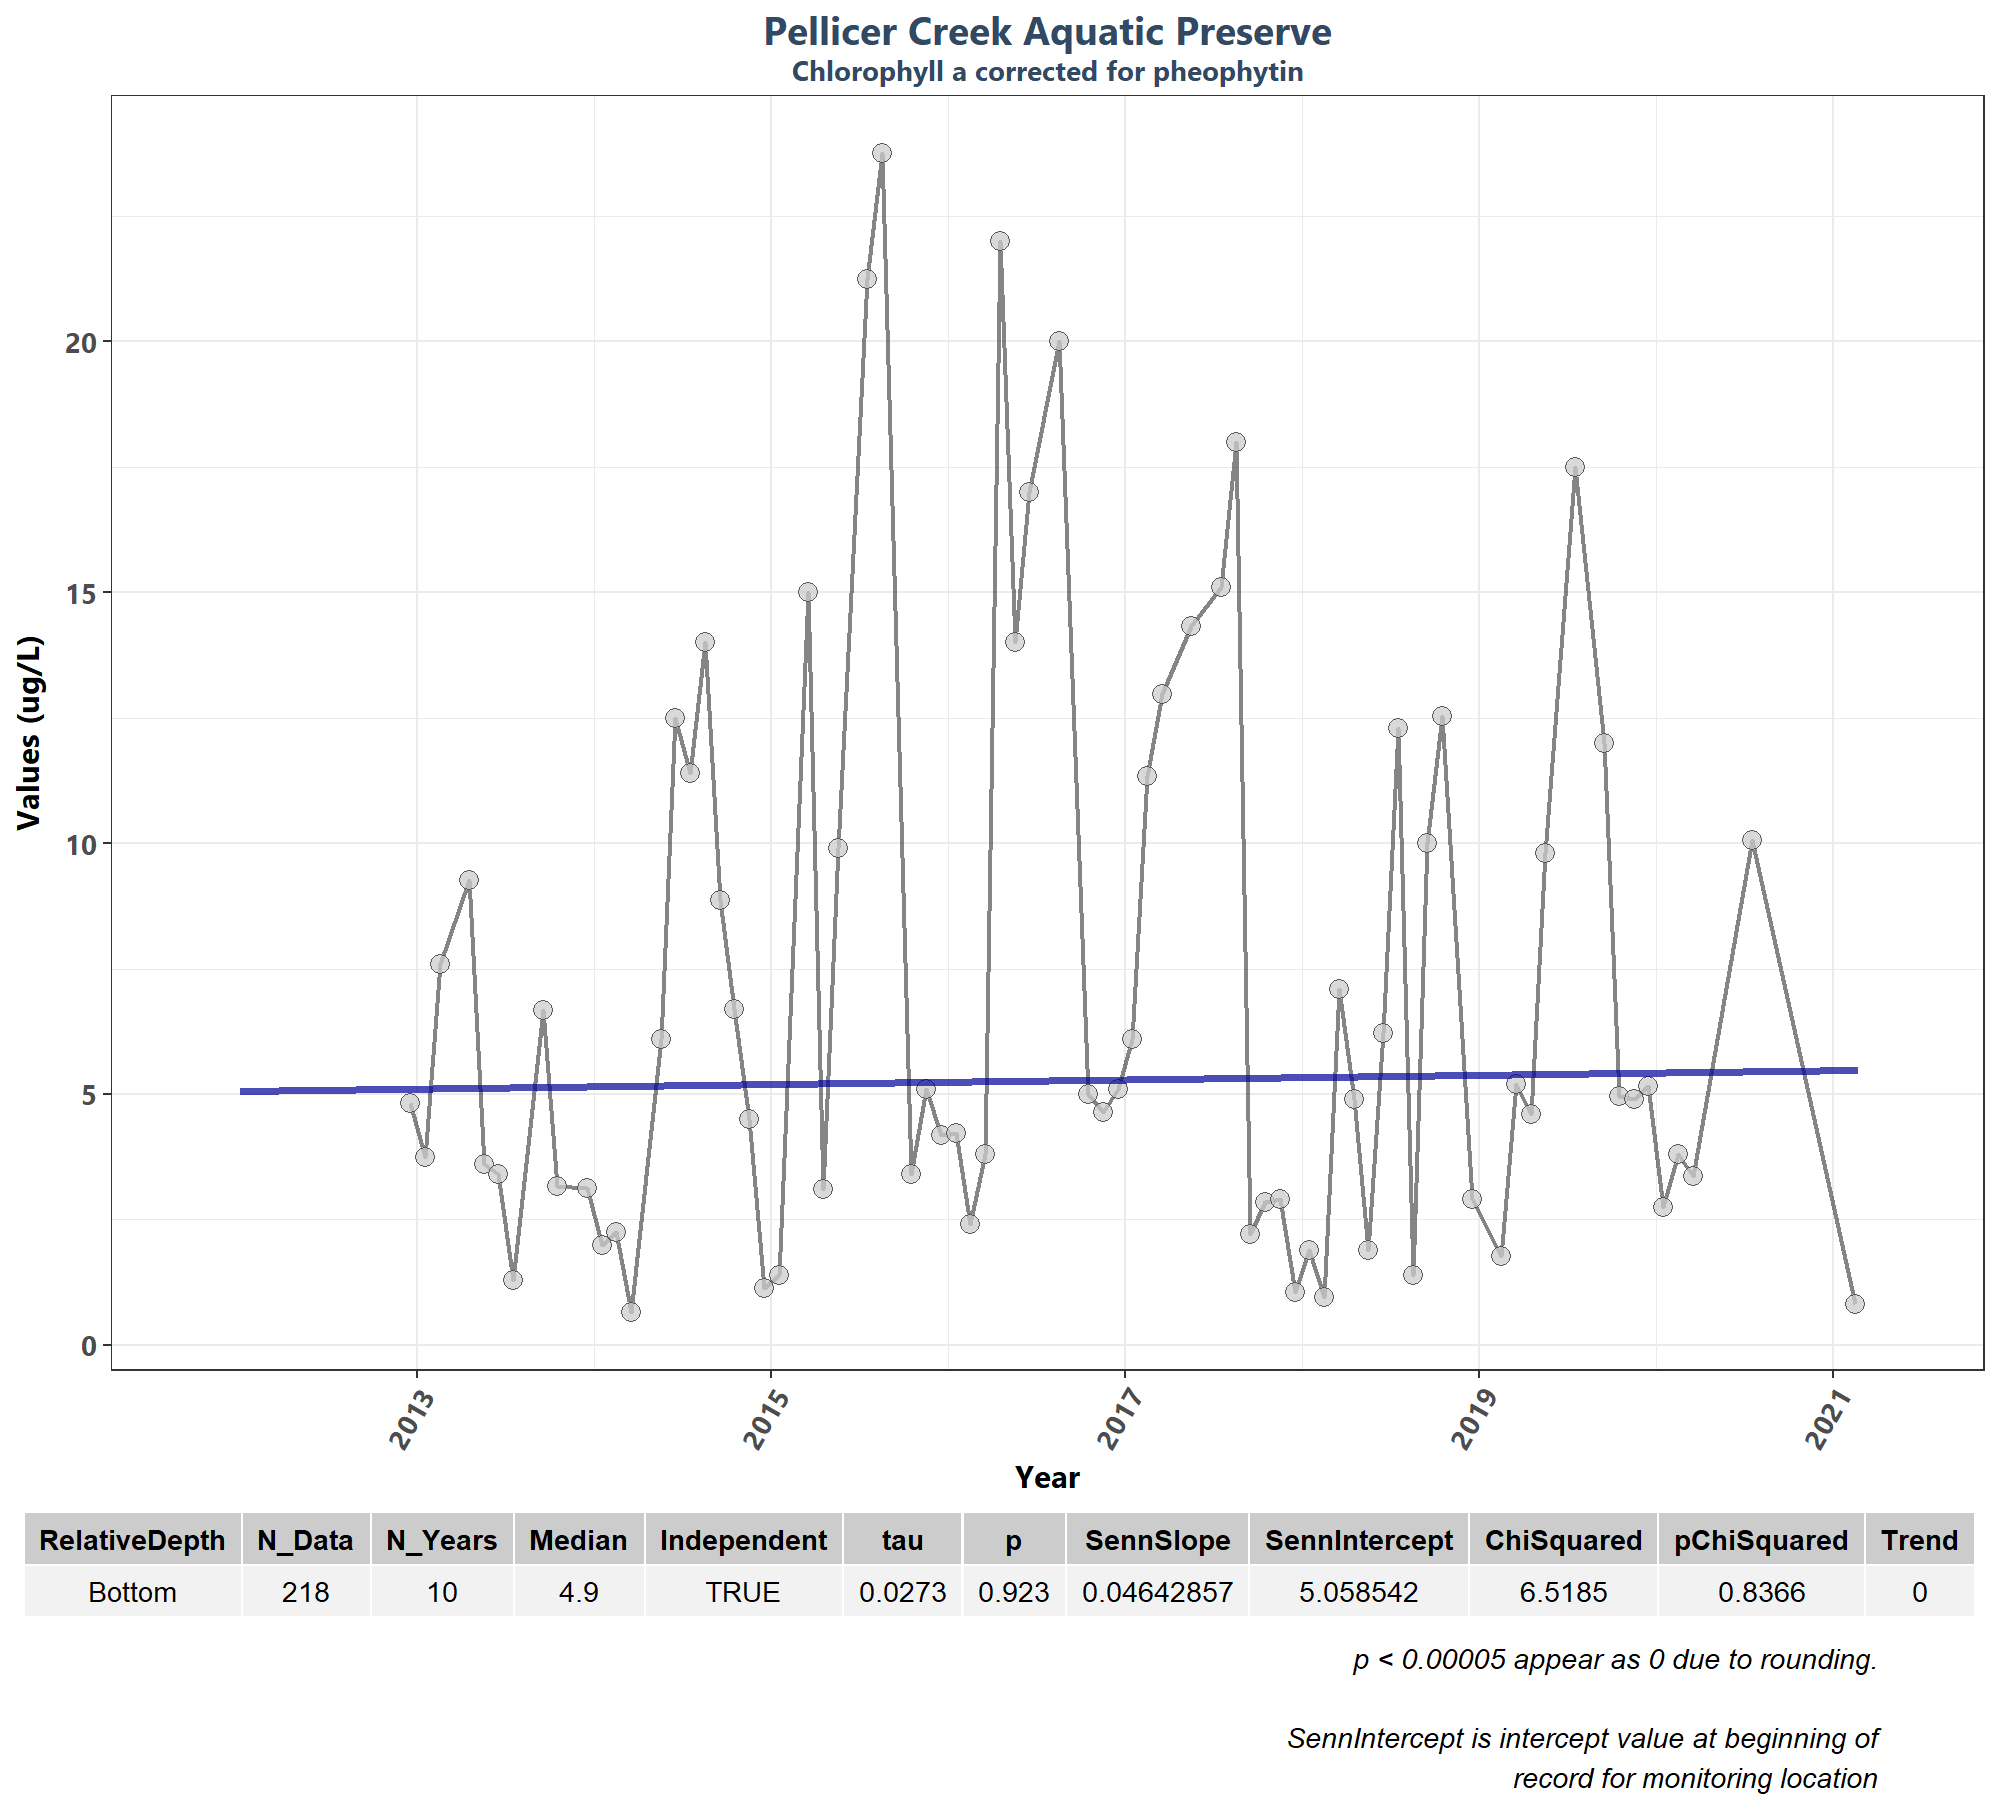 Pellicer Creek Aquatic Preserve
Chlorophyll a corrected for pheophytin
Values (ug/L)
20
15
10
5
0
2013 2015 2017 2019 2021
Year
RelativeDepth N_Data N_Years Median Independent tau p SennSlope SennIntercept ChiSquared pChiSquared Trend
Bottom 218 10 4.9 TRUE 0.0273 0.923 0.04642857 5.058542 6.5185 0.8366 0
p < 0.00005 appear as 0 due to rounding.
SennIntercept is intercept value at beginning of
record for monitoring location